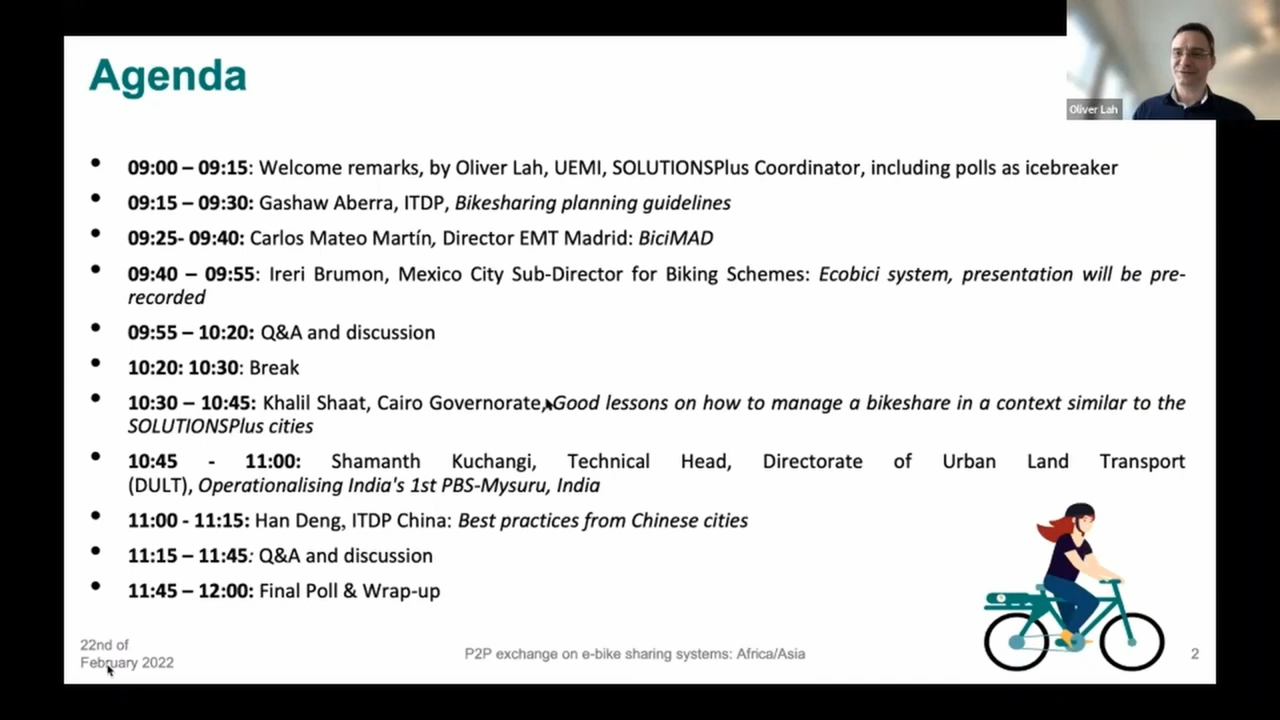 Agenda
Oliver Lah
• 09:00 – 09:15: Welcome remarks, by Oliver Lah, UEMI, SOLUTIONSPlus Coordinator, including polls as icebreaker
• 09:15 – 09:30: Gashaw Aberra, ITDP, Bikesharing planning guidelines
• 09:25- 09:40: Carlos Mateo Martín, Director EMT Madrid: BiciMAD
• 09:40 – 09:55: Ireri Brumon, Mexico City Sub-Director for Biking Schemes: Ecobici system, presentation will be pre-
recorded
• 09:55 – 10:20: Q&A and discussion
• 10:20: 10:30: Break
• 10:30 – 10:45: Khalil Shaat, Cairo Governorate, Good lessons on how to manage a bikeshare in a context similar to the
SOLUTIONSPlus cities
• 10:45 - 11:00: Shamanth Kuchangi, Technical Head, Directorate of Urban Land Transport
(DULT), Operationalising India's 1st PBS-Mysuru, India
• 11:00 - 11:15: Han Deng, ITDP China: Best practices from Chinese cities
• 11:15 – 11:45: Q&A and discussion
• 11:45 – 12:00: Final Poll & Wrap-up
22nd of
February 2022
P2P exchange on e-bike sharing systems: Africa/Asia
2